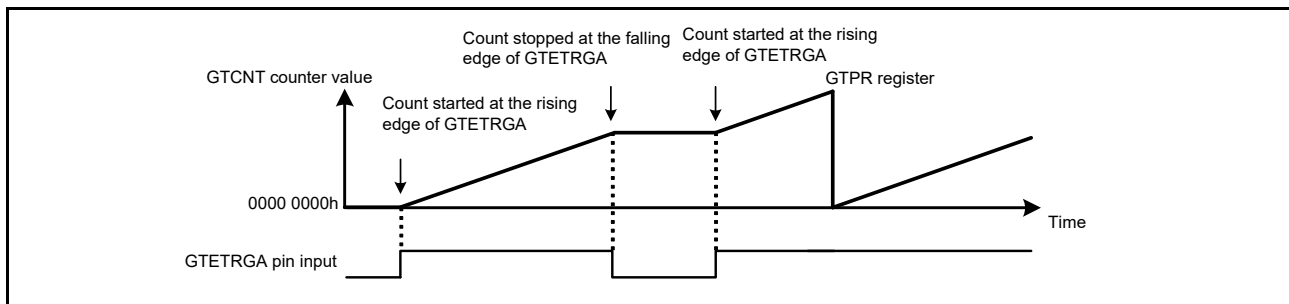 Count stopped at the falling
edge of GTETRGA
Count started at the rising
edge of GTETRGA
GTCNT counter value
GTPR register
Count started at the rising
edge of GTETRGA
0000 0000h
Time
GTETRGA pin input